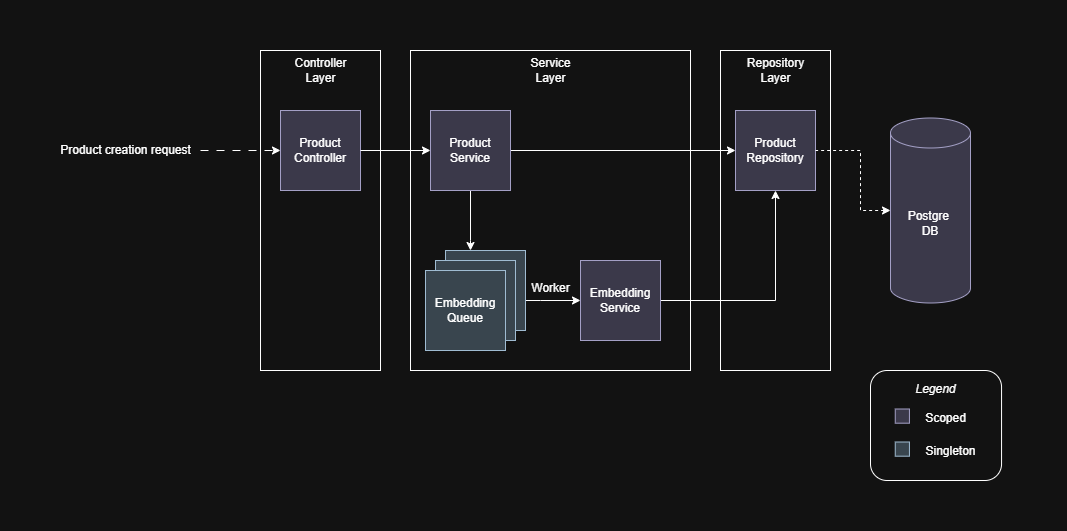 Controller
Layer
Service
Layer
Repository
Layer
Product creation request
Product
Controller
Product
Service
Product
Repository
Postgre
DB
Embedding
Queue
Worker
Embedding
Service
Legend
Scoped
Singleton